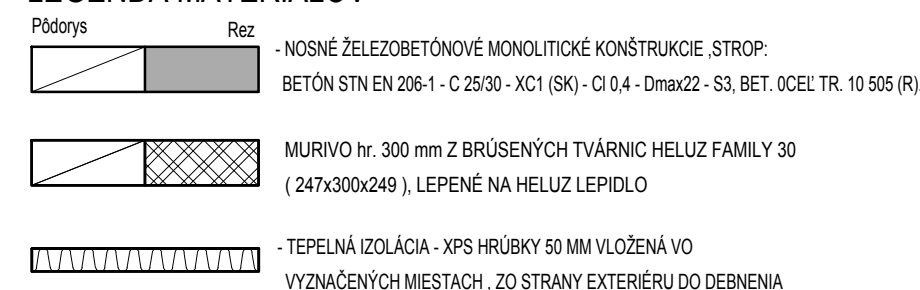 LEGENDA MATERIÁLOV
Pôdorys Rez
- NOSNÉ ŽELEZOBETÓNOVÉ MONOLITICKÉ KONŠTRUKCIE ,STROP:
BETÓN STN EN 206-1 - C 25/30 - XC1 (SK) - Cl 0,4 - Dmax22 - S3, BET. 0CEĽ TR. 10 505 (R).
MURIVO hr. 300 mm Z BRÚSENÝCH TVÁRNIC HELUZ FAMILY 30
( 247x300x249 ), LEPENÉ NA HELUZ LEPIDLO
- TEPELNÁ IZOLÁCIA - XPS HRÚBKY 50 MM VLOŽENÁ VO
VYZNAČENÝCH MIESTACH , ZO STRANY EXTERIÉRU DO DEBNENIA